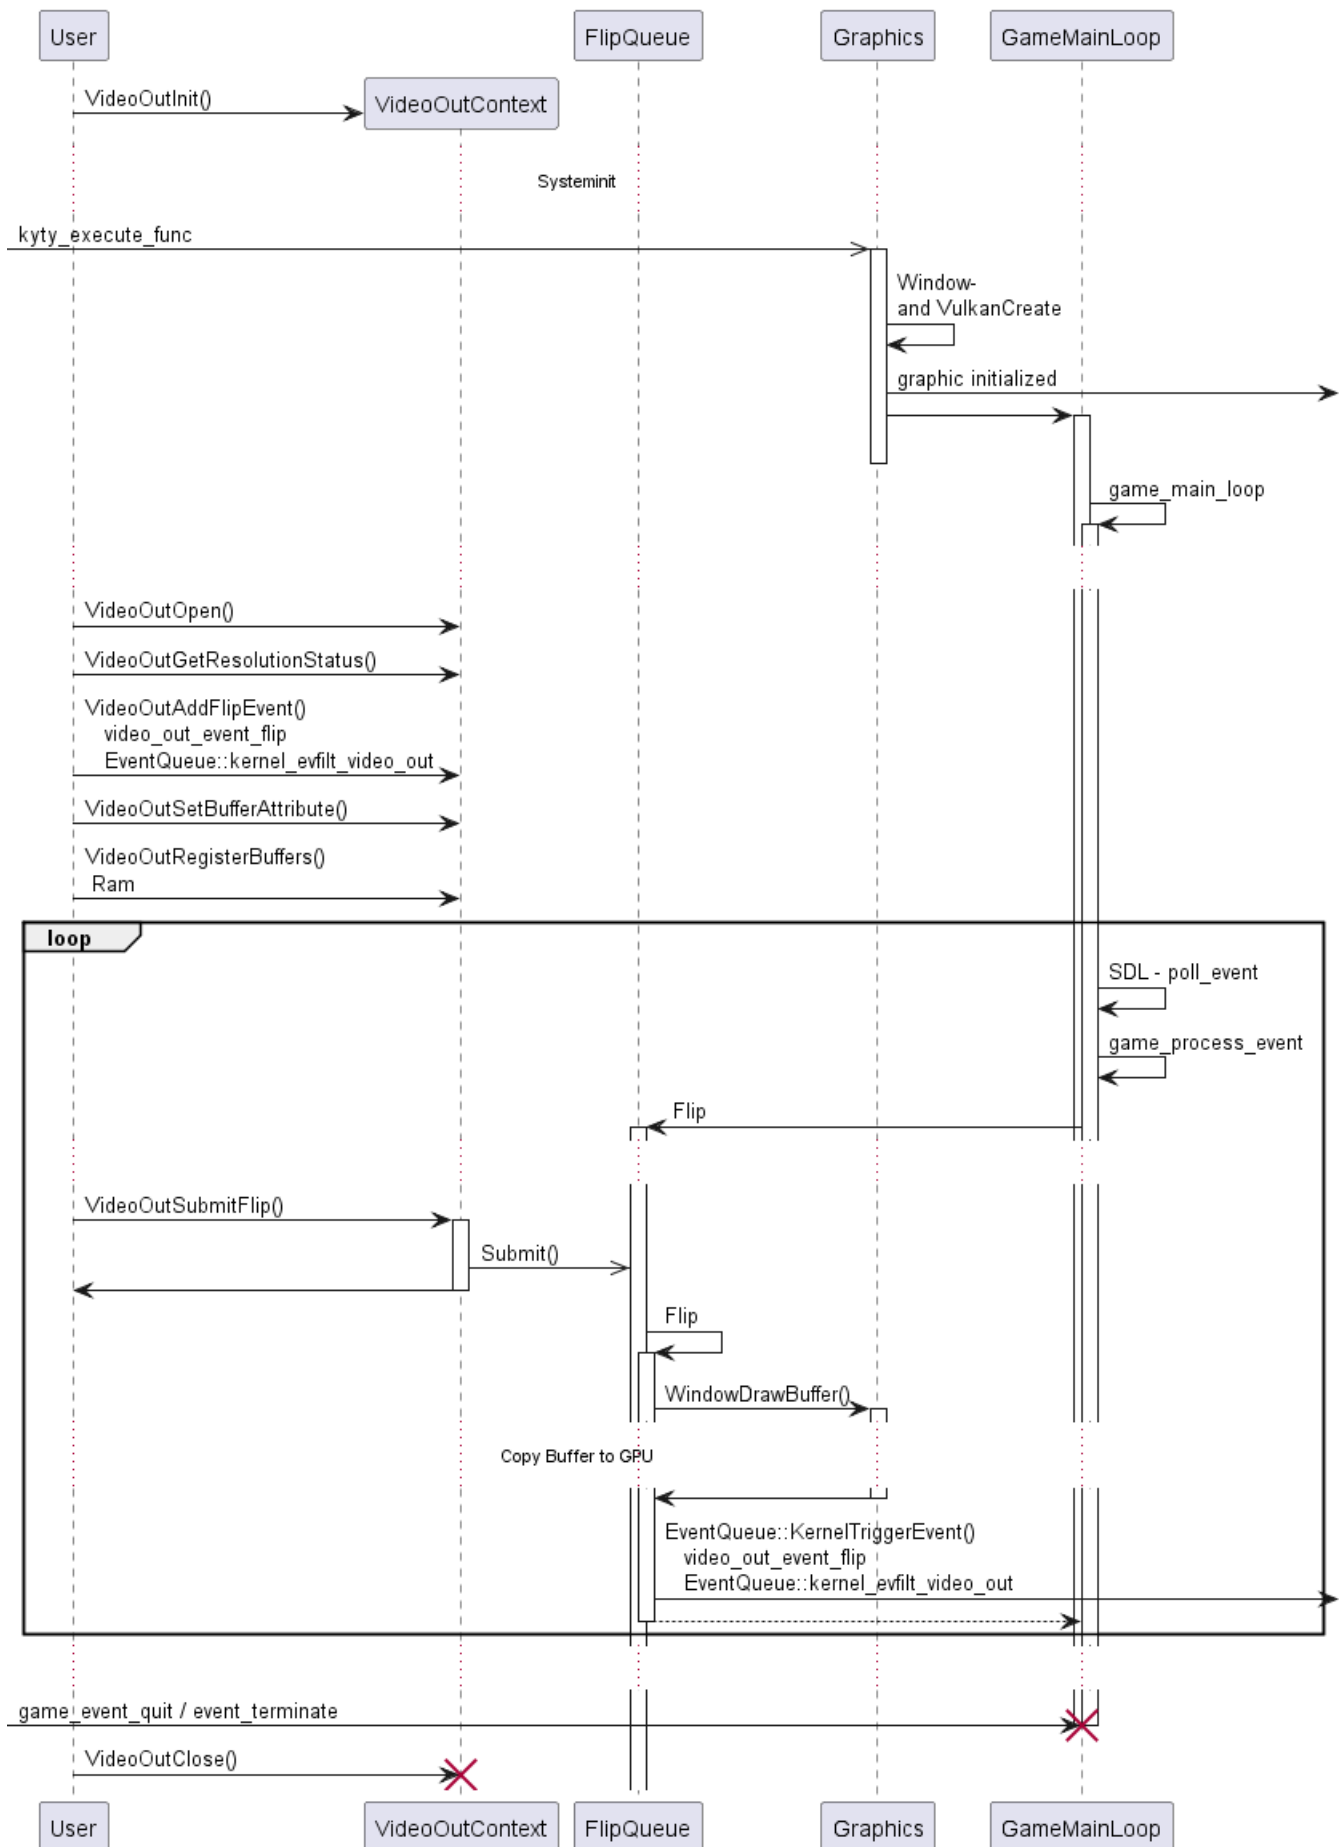 User
FlipQueue
Graphics
GameMainLoop
VideoOutInit()
VideoOutContext
Systeminit
kyty_execute_func
Window-
and VulkanCreate
graphic initialized
game_main_loop
VideoOutOpen()
VideoOutGetResolutionStatus()
VideoOutAddFlipEvent()
video_out_event_flip
EventQueue::kernel_evfilt_video_out
VideoOutSetBufferAttribute()
VideoOutRegisterBuffers()
Ram
loop
SDL - poll_event
game_process_event
Flip
VideoOutSubmitFlip()
Submit()
Flip
WindowDrawBuffer()
Copy Buffer to GPU
EventQueue::KernelTriggerEvent()
video_out_event_flip
EventQueue::kernel_evfilt_video_out
game_event_quit / event_terminate
VideoOutClose()
User
VideoOutContext
FlipQueue
Graphics
GameMainLoop